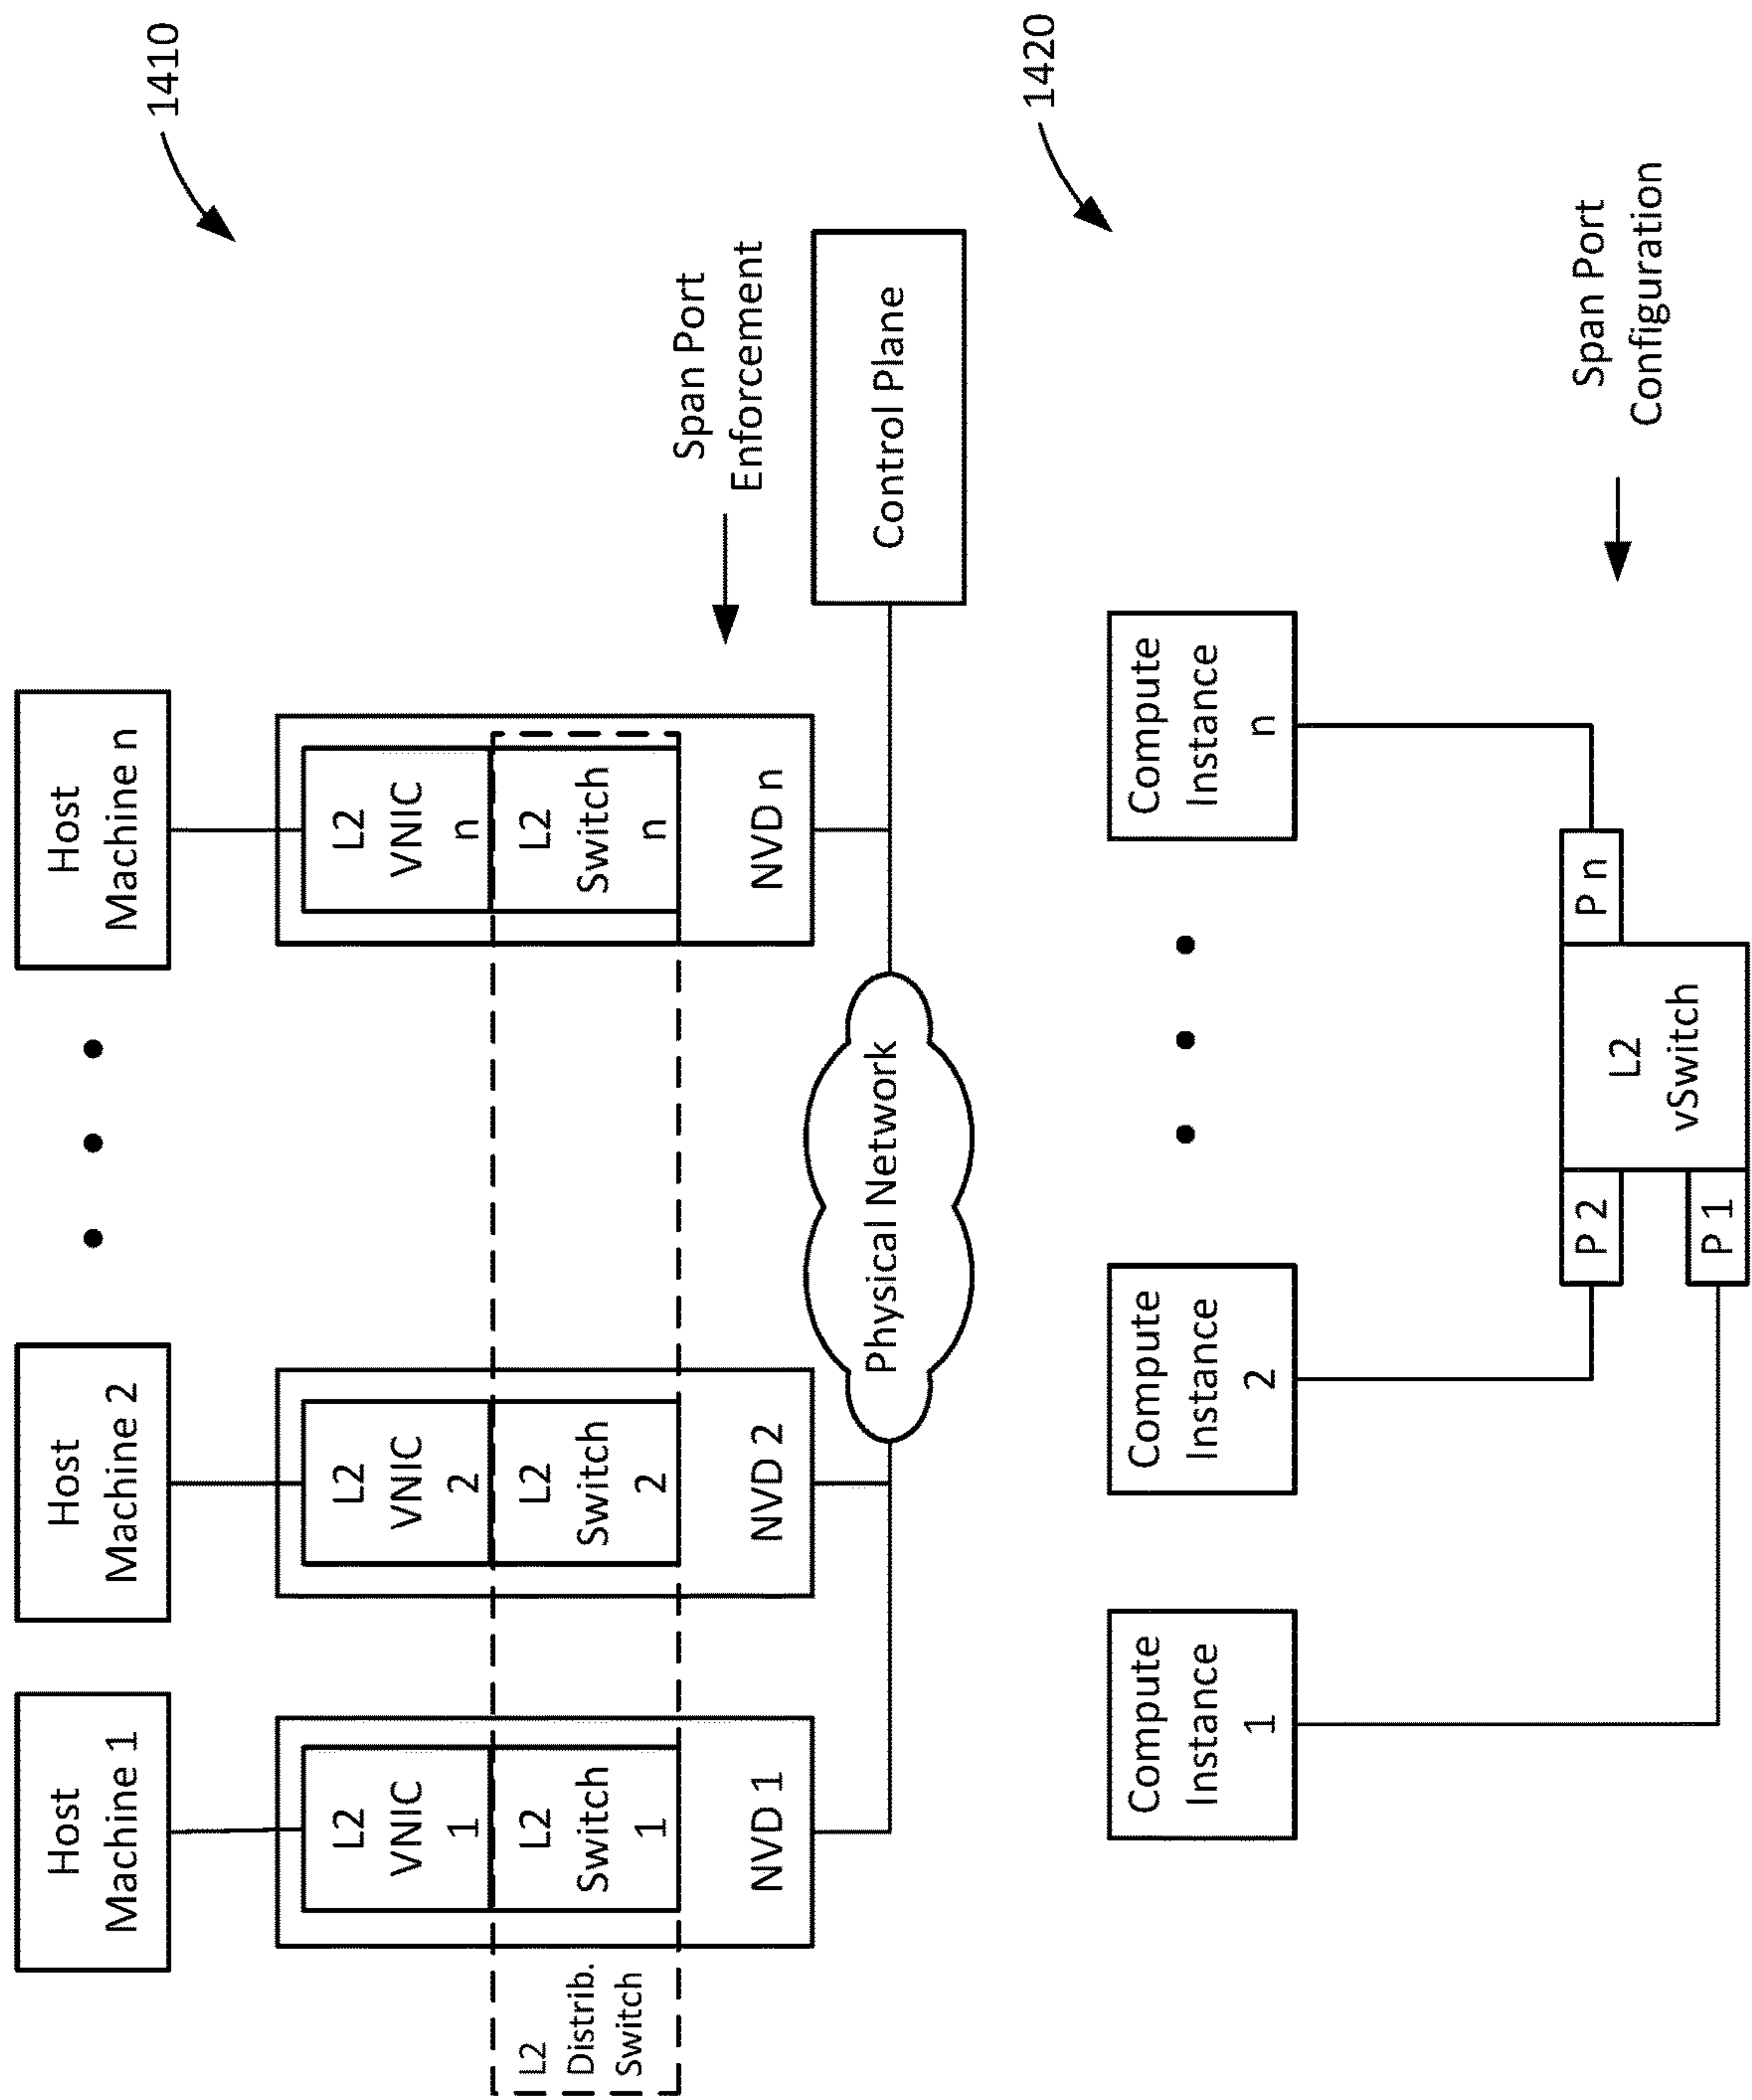 1410
Host
Machine 1
Host
Machine 2
Host
Machine n
L2
VNIC
1
L2
VNIC
2
L2
VNIC
n
L2
Distrib.
Switch
L2
Switch
1
L2
Switch
2
L2
Switch
n
NVD 1
NVD 2
NVD n
Span Port
Enforcement
Physical Network
Control Plane
1420
Compute
Instance
1
Compute
Instance
2
Compute
Instance
n
Span Port
Configuration
P 2
P n
L2
vSwitch
P 1